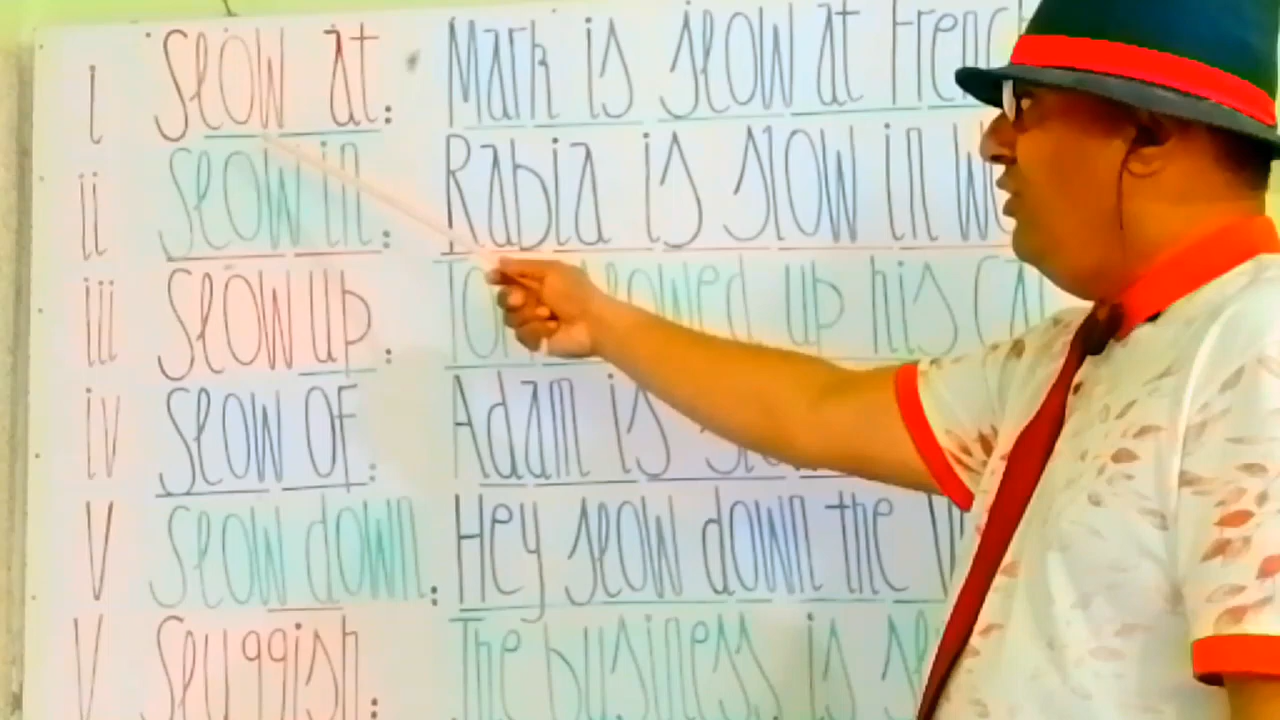 i Slow at: Mark is slow at French
ii Slow in: Rabia is slow in
iii Slow up: up his
iv Slow of: Adam is
v Slow down: Hey slow down the
v Sluggish: The business is